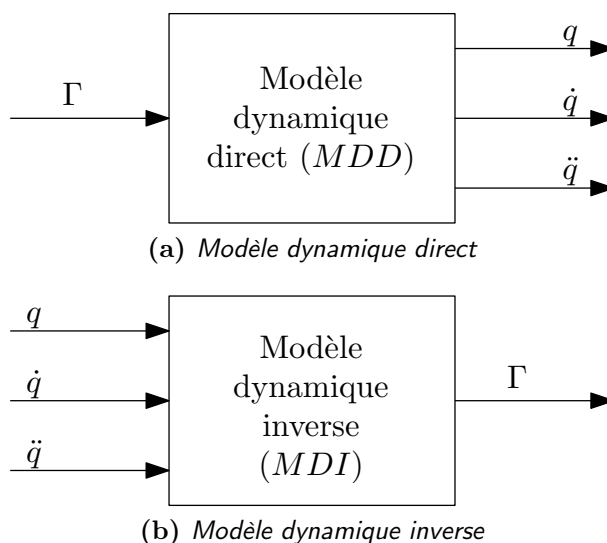 q
Γ
Modèle
dynamique
direct (MDD)
q̇
q̈
(a) Modèle dynamique direct
q
q̇
q̈
Modèle
dynamique
inverse
(MDI)
Γ
(b) Modèle dynamique inverse